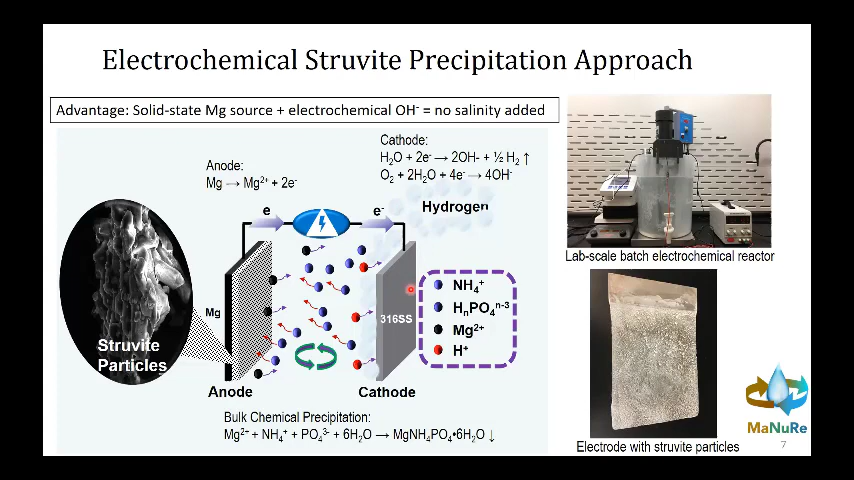 Electrochemical Struvite Precipitation Approach
Advantage: Solid-state Mg source + electrochemical OH⁻ = no salinity added
Cathode:
H₂O + 2e⁻ → 2OH- + ½ H₂ ↑
O₂ + 2H₂O + 4e⁻ → 4OH⁻
Anode:
Mg → Mg²⁺ + 2e⁻
e
e⁻
Hydrogen
Mg
316SS
NH₄⁺
HₙPO₄ⁿ⁻³
Mg²⁺
H⁺
Struvite
Particles
Anode
Cathode
Bulk Chemical Precipitation:
Mg²⁺ + NH₄⁺ + PO₄³⁻ + 6H₂O → MgNH₄PO₄•6H₂O ↓
Lab-scale batch electrochemical reactor
Electrode with struvite particles
MaNuRe
7